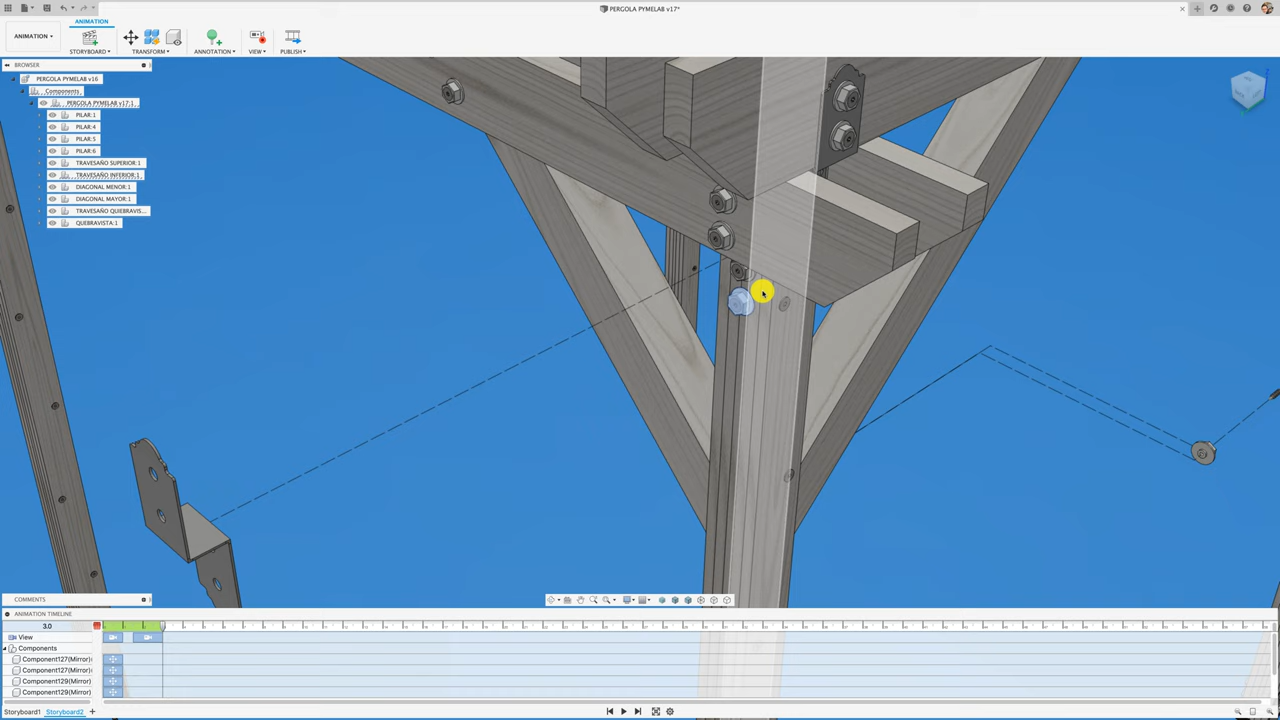 PERGOLA PYMELAB v17*
ANIMATION
ANIMATION
STORYBOARD
TRANSFORM
ANNOTATION
VIEW
PUBLISH
BROWSER
PERGOLA PYMELAB v16
Components
PERGOLA PYMELAB v17:1
PILAR:1
PILAR:4
PILAR:5
PILAR:6
TRAVESAÑO SUPERIOR:1
TRAVESAÑO INFERIOR:1
DIAGONAL MENOR:1
DIAGONAL MAYOR:1
TRAVESAÑO QUIEBRAVIS...
QUIEBRAVISTA:1
COMMENTS
ANIMATION TIMELINE
3.0
View
Components
Component127(Mirror)
Component127(Mirror)
Component129(Mirror)
Component129(Mirror)
Storyboard1
Storyboard2